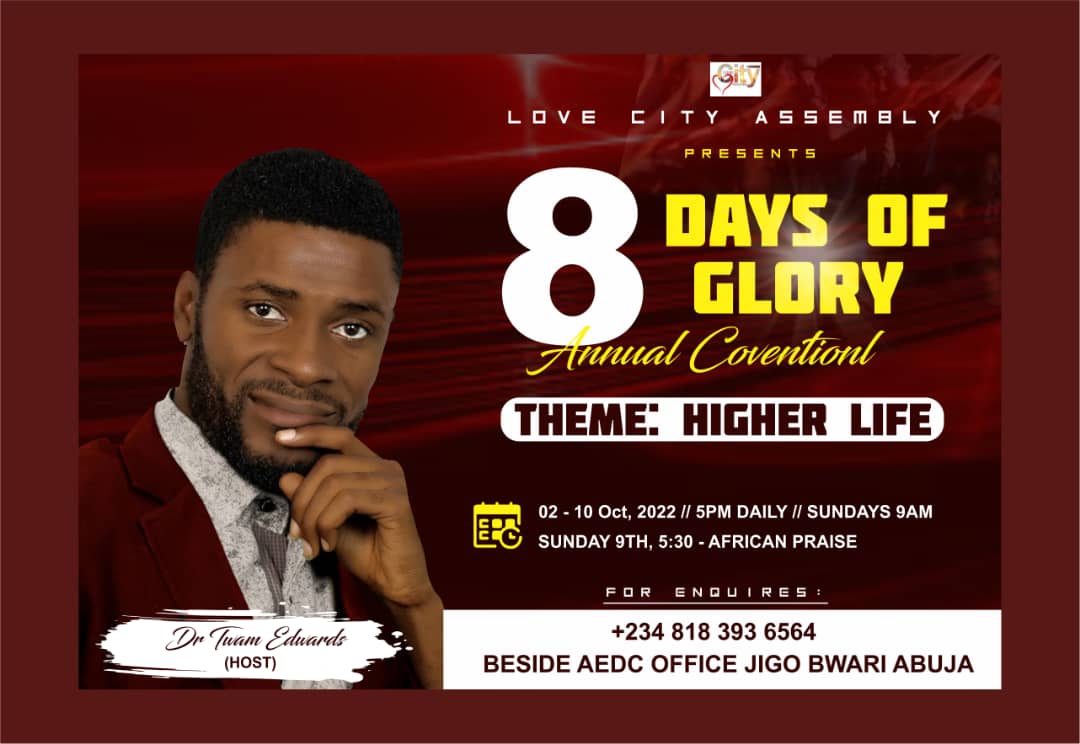 City
LOVE CITY ASSEMBLY
PRESENTS
8 DAYS OF
GLORY
Annual Coventionl
THEME: HIGHER LIFE
02 - 10 Oct, 2022 // 5PM DAILY // SUNDAYS 9AM
SUNDAY 9TH, 5:30 - AFRICAN PRAISE
FOR ENQUIRES:
+234 818 393 6564
BESIDE AEDC OFFICE JIGO BWARI ABUJA
Dr Twam Edwards
(HOST)